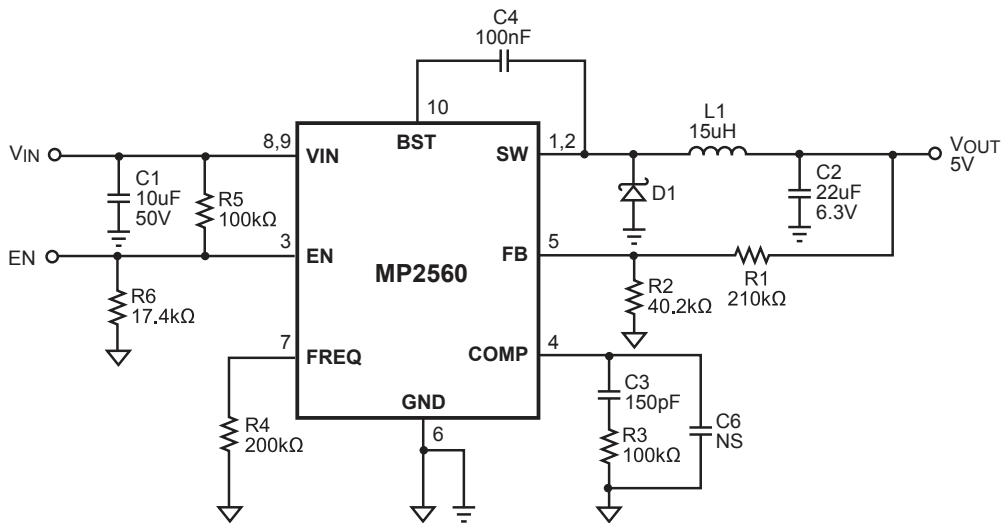 C4
100nF
10
BST
L1
15uH
8,9
VIN
VIN
SW
1,2
VOUT
5V
C1
10uF
50V
R5
100kΩ
D1
C2
22uF
6.3V
EN
3
EN
MP2560
FB
5
R1
210kΩ
R6
17.4kΩ
R2
40.2kΩ
7
FREQ
COMP
4
C3
150pF
R3
100kΩ
C6
NS
R4
200kΩ
GND
6